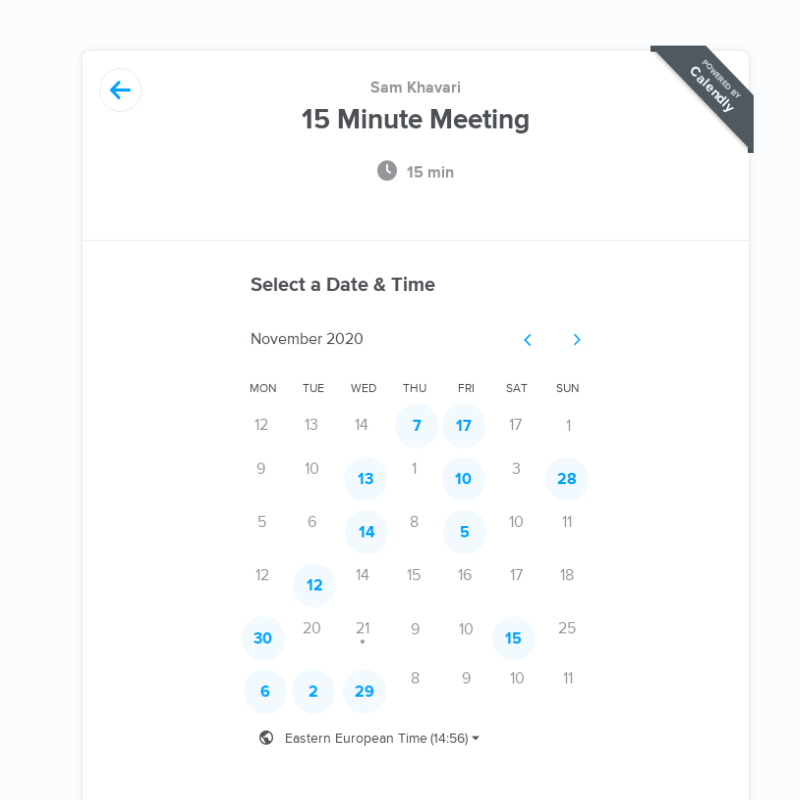 POWERED BY
Calendly
Sam Khavari
15 Minute Meeting
15 min
Select a Date & Time
November 2020
MON TUE WED THU FRI SAT SUN
12 13 14 7 17 17 1
9 10 13 1 10 3 28
5 6 14 8 5 10 11
12 12 14 15 16 17 18
30 20 21 9 10 15 25
6 2 29 8 9 10 11
Eastern European Time (14:56)